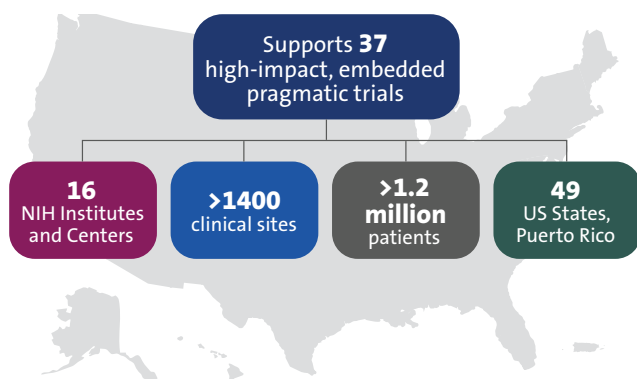 Supports 37
high-impact, embedded
pragmatic trials
16
NIH Institutes
and Centers
>1400
clinical sites
>1.2
million
patients
49
US States,
Puerto Rico